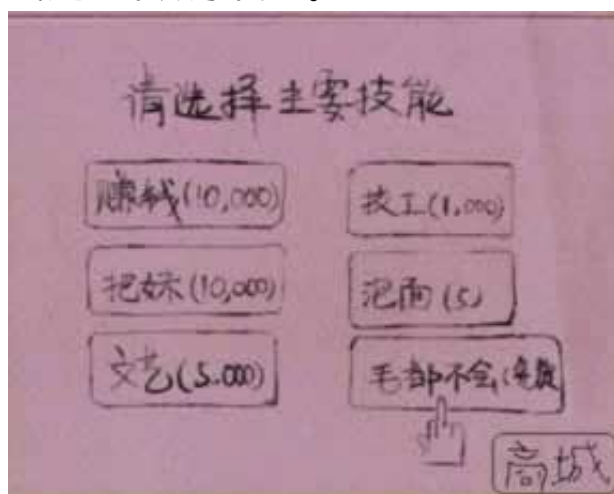 请选择主要技能
赚钱(10,000)
技工(1,000)
把妹(10,000)
泡面(5)
文艺(5.000)
毛都不会(免费
商城